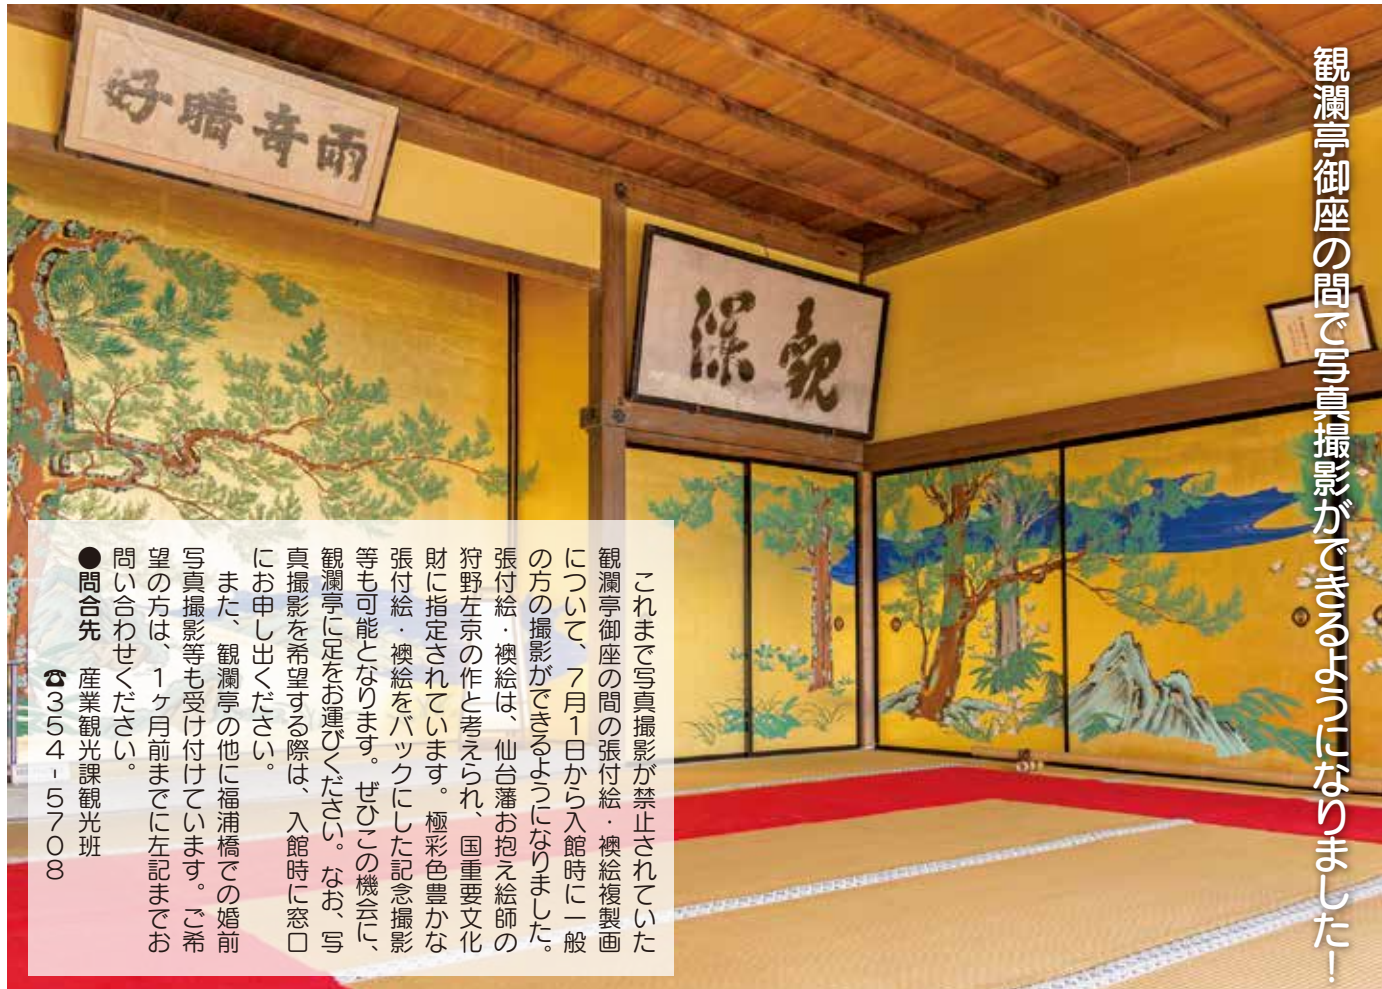 観瀾亭御座の間で写真撮影ができるようになりました！
雨奇晴好
観瀾
これまで写真撮影が禁止されていた
観瀾亭御座の間の張付絵・襖絵複製画
について、７月１日から入館時に一般
の方の撮影ができるようになりました。
張付絵・襖絵は、仙台藩お抱え絵師の
狩野左京の作と考えられ、国重要文化
財に指定されています。極彩色豊かな
張付絵・襖絵をバックにした記念撮影
等も可能となります。ぜひこの機会に、
観瀾亭に足をお運びください。なお、写
真撮影を希望する際は、入館時に窓口
にお申し出ください。
また、観瀾亭の他に福浦橋での婚前
写真撮影等も受け付けています。ご希
望の方は、１ヶ月前までに左記までお
問い合わせください。
●問合先　産業観光課観光班
☎３５４-５７０８